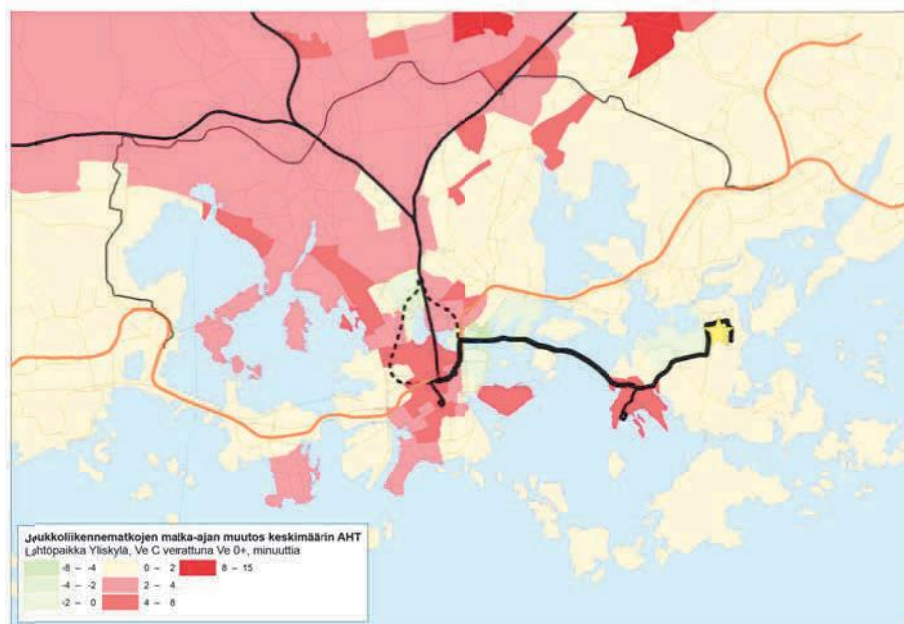 Joukkoliikennematkojen matka-ajan muutos keskimäärin AHT
Lähtöpaikka Yliskylä, Ve C verrattuna Ve 0+, minuuttia
-8 – -4
0 – 2
8 – 15
-4 – -2
2 – 4
-2 – 0
4 – 8